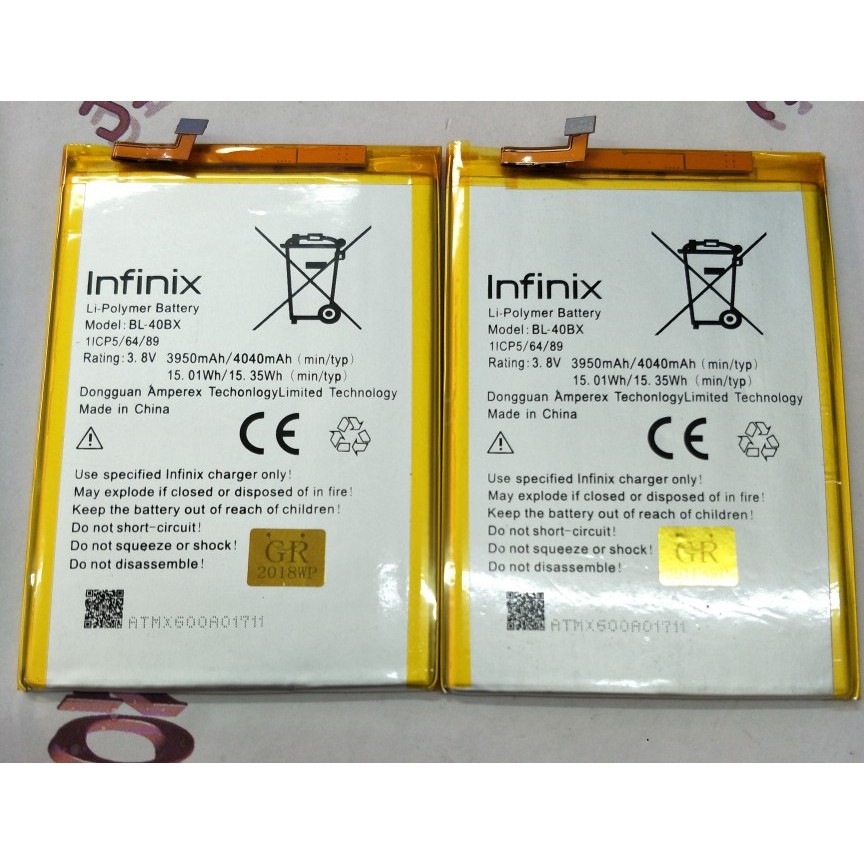 Infinix
Li-Polymer Battery
Model: BL-40BX
1ICP5/64/89
Rating: 3.8V 3950mAh/4040mAh (min/typ)
15.01Wh/15.35Wh (min/typ)
Dongguan Amperex TechonlogyLimited Technology
Made in China
CE
Use specified Infinix charger only!
May explode if closed or disposed of in fire!
Keep the battery out of reach of children!
Do not short-circuit!
Do not squeeze or shock!
Do not disassemble!
GR
2018WP
ATMX600A01711
Infinix
Li-Polymer Battery
Model: BL-40BX
1ICP5/64/89
Rating: 3.8V 3950mAh/4040mAh (min/typ)
15.01Wh/15.35Wh (min/typ)
Dongguan Amperex TechonlogyLimited Technology
Made in China
CE
Use specified Infinix charger only!
May explode if closed or disposed of in fire!
Keep the battery out of reach of children!
Do not short-circuit!
Do not squeeze or shock!
Do not disassemble!
GR
ATMX600A01711